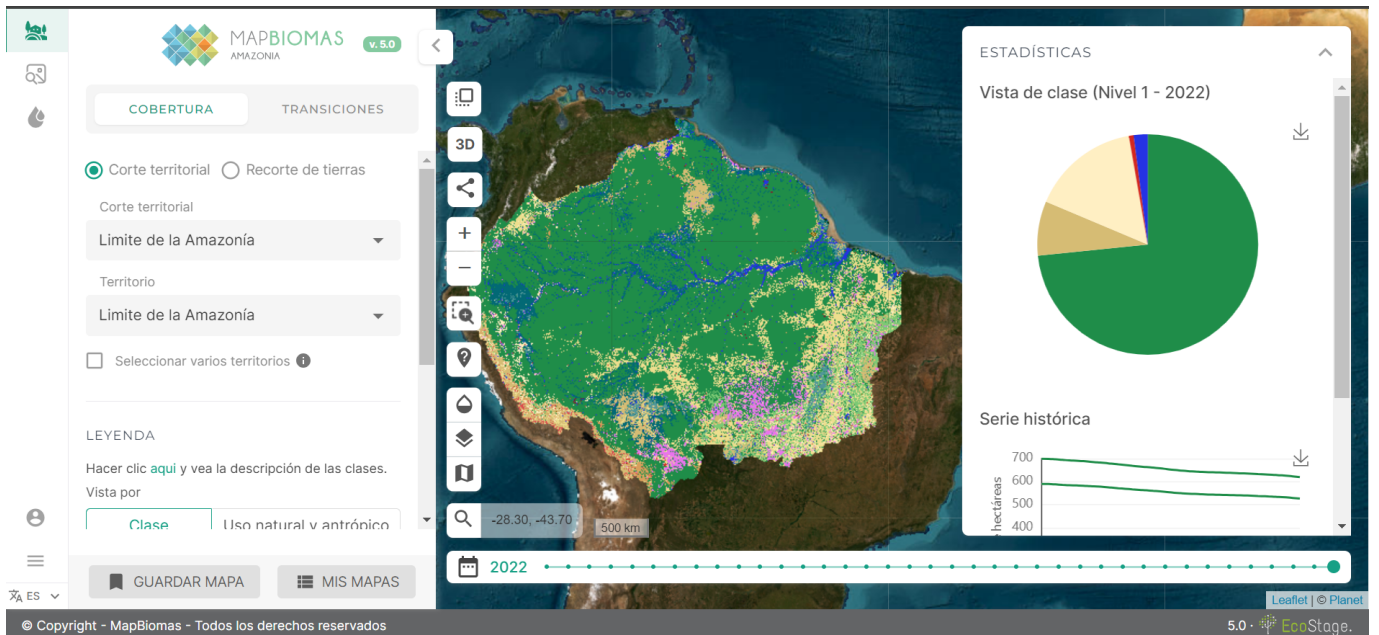 MAPBIOMAS
AMAZONIA
v. 5.0
COBERTURA
TRANSICIONES
Corte territorial
Recorte de tierras
Corte territorial
Limite de la Amazonía
Territorio
Limite de la Amazonía
Seleccionar varios territorios
LEYENDA
Hacer clic aqui y vea la descripción de las clases.
Vista por
Clase
Uso natural y antrópico
GUARDAR MAPA
MIS MAPAS
ES
3D
-28.30, -43.70
500 km
2022
ESTADÍSTICAS
Vista de clase (Nivel 1 - 2022)
Serie histórica
700
600
500
400
hectáreas
Leaflet | © Planet
© Copyright - MapBiomas - Todos los derechos reservados
5.0 · EcoStage.